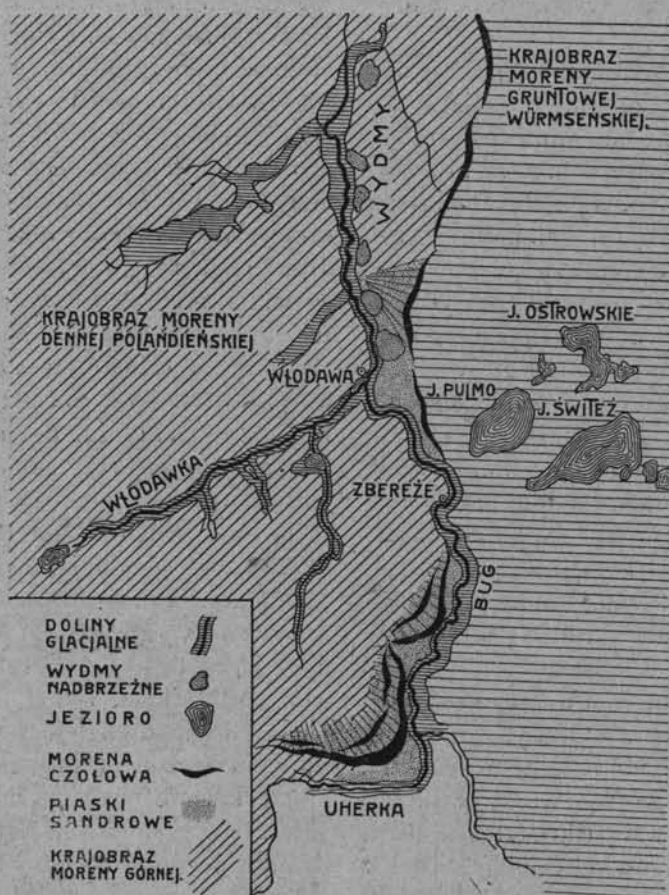 KRAJOBRAZ
MORENY
GRUNTOWEJ
WÜRMSEŃSKIEJ.
WYDMY
KRAJOBRAZ MORENY
DENNEJ POLANDIEŃSKIEJ
J. OSTROWSKIE
WŁODAWA
J. PULMO
J. ŚWITEŹ
WŁODAWKA
ZBEREŻE
BUG
DOLINY
GLACJALNE
WYDMY
NADBRZEŻNE
JEZIORO
MORENA
CZOŁOWA
PIASKI
SANDROWE
KRAJOBRAZ
MORENY GÓRNEJ.
UHERKA